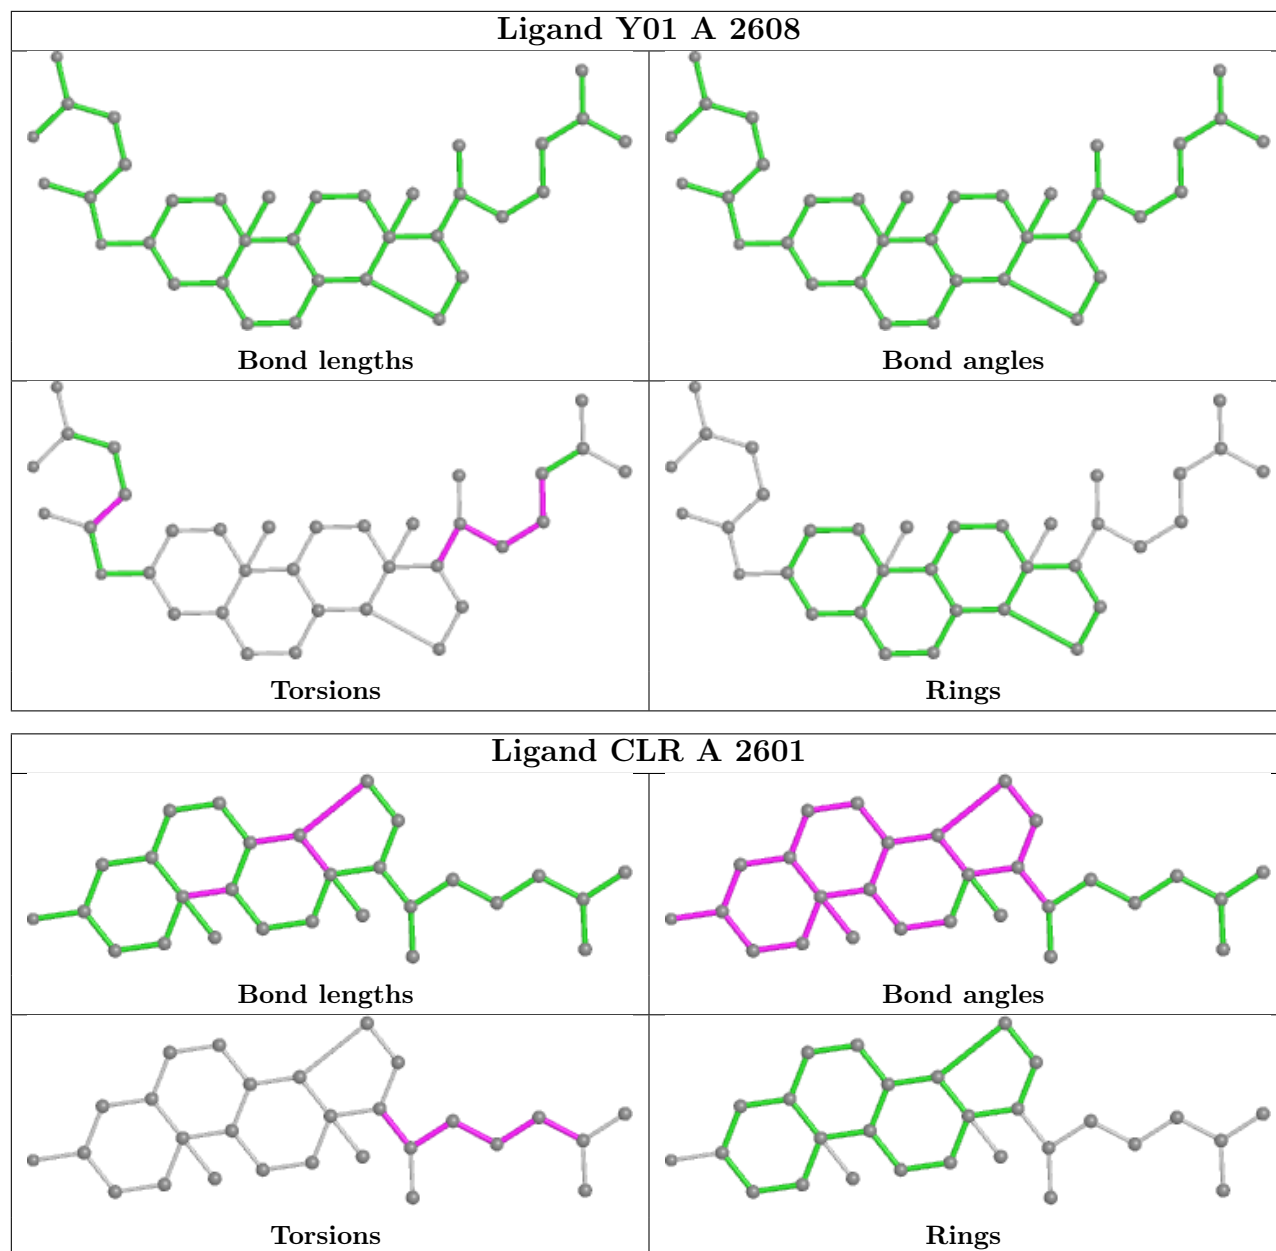 Ligand Y01 A 2608
Bond lengths
Bond angles
Torsions
Rings
Ligand CLR A 2601
Bond lengths
Bond angles
Torsions
Rings